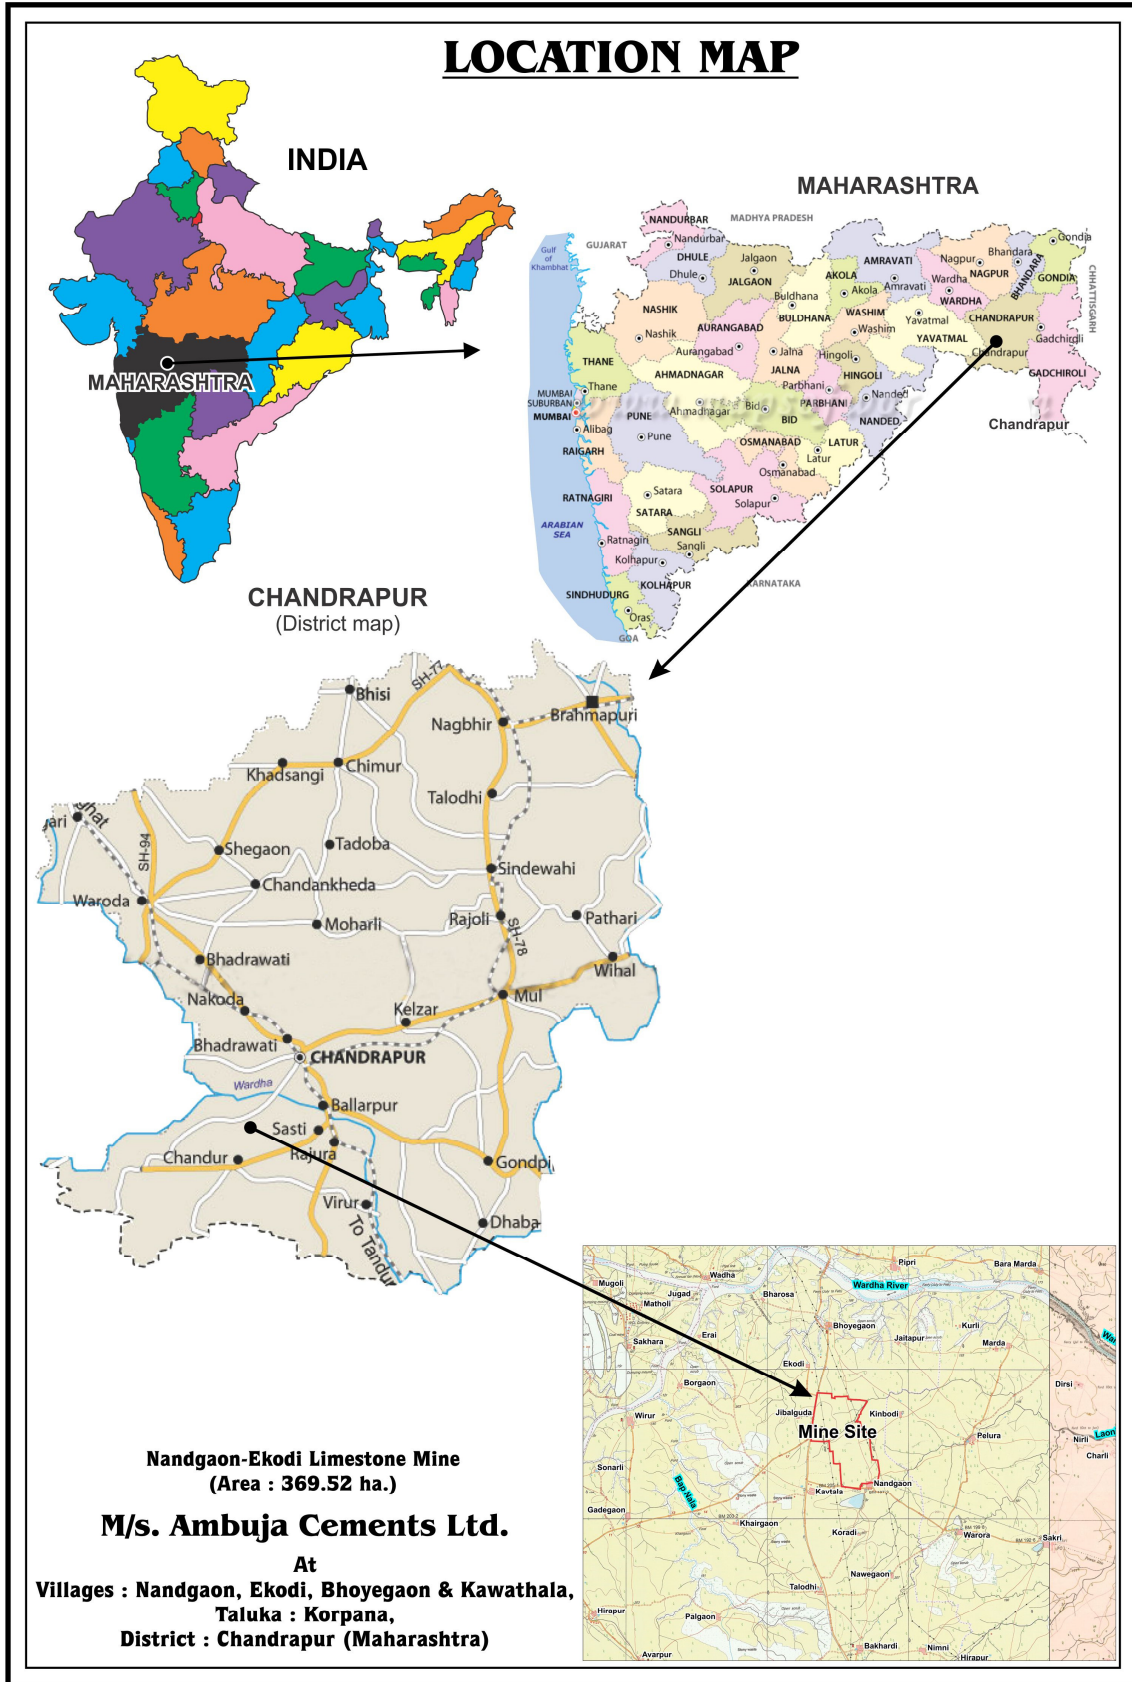 LOCATION MAP
INDIA
MAHARASHTRA
MAHARASHTRA
NANDURBAR
MADHYA PRADESH
Nandurbar
GUJARAT
Gulf
of
Khambhat
DHULE
Dhule
Jalgaon
JALGAON
AKOLA
Akola
AMRAVATI
Amravati
Nagpur
NAGPUR
Bhandara
BHANDARA
Gondia
GONDIA
CHHATTISGARH
Wardha
WARDHA
Buldhana
BULDHANA
WASHIM
Washim
Yavatmal
YAVATMAL
CHANDRAPUR
Chandrapur
Gadchirdli
GADCHIROLI
Chandrapur
NASHIK
Nashik
AURANGABAD
Aurangabad
Jalna
JALNA
Hingoli
HINGOLI
Parbhani
PARBHANI
Nanded
NANDED
THANE
Thane
AHMADNAGAR
Ahmadnagar
MUMBAI
SUBURBAN
MUMBAI
Alibag
RAIGARH
PUNE
Pune
Bid
BID
OSMANABAD
Osmanabad
LATUR
Latur
RATNAGIRI
Ratnagiri
Satara
SATARA
SOLAPUR
Solapur
ARABIAN
SEA
SANGLI
Sangli
Kolhapur
KOLHAPUR
SINDHUDURG
Oras
GOA
KARNATAKA
CHANDRAPUR
(District map)
Bhisi
SH-77
Nagbhir
Brahmapuri
Khadsangi
Chimur
Talodhi
SH-94
Shegaon
Tadoba
Sindewahi
Waroda
Chandankheda
Moharli
Rajoli
SH-78
Pathari
Wihal
Bhadrawati
Nakoda
Kelzar
Mul
Bhadrawati
CHANDRAPUR
Wardha
Ballarpur
Sasti
Rajura
Chandur
Gondpi
Virur
To Tandur
Dhaba
Mugoli
Wadha
Jugad
Matholi
Bharosa
Wardha River
Pipri
Bara Marda
Sakhara
Erai
Bhoyegaon
Jaitapur
Kurli
Marda
Ekodi
Borgaon
Dirsi
Wirur
Jibalguda
Kinbodi
Mine Site
Pelura
Nirli
Laon
Charli
Sonarli
Bap Nala
Nandgaon
Kavtala
Gadegaon
Khairgaon
Koradi
Warora
Sakri
Nawegaon
Talodhi
Hirapur
Palgaon
Avarpur
Bakhardi
Nimni
Hirapur
Nandgaon-Ekodi Limestone Mine
(Area : 369.52 ha.)
M/s. Ambuja Cements Ltd.
At
Villages : Nandgaon, Ekodi, Bhoyegaon & Kawathala,
Taluka : Korpana,
District : Chandrapur (Maharashtra)